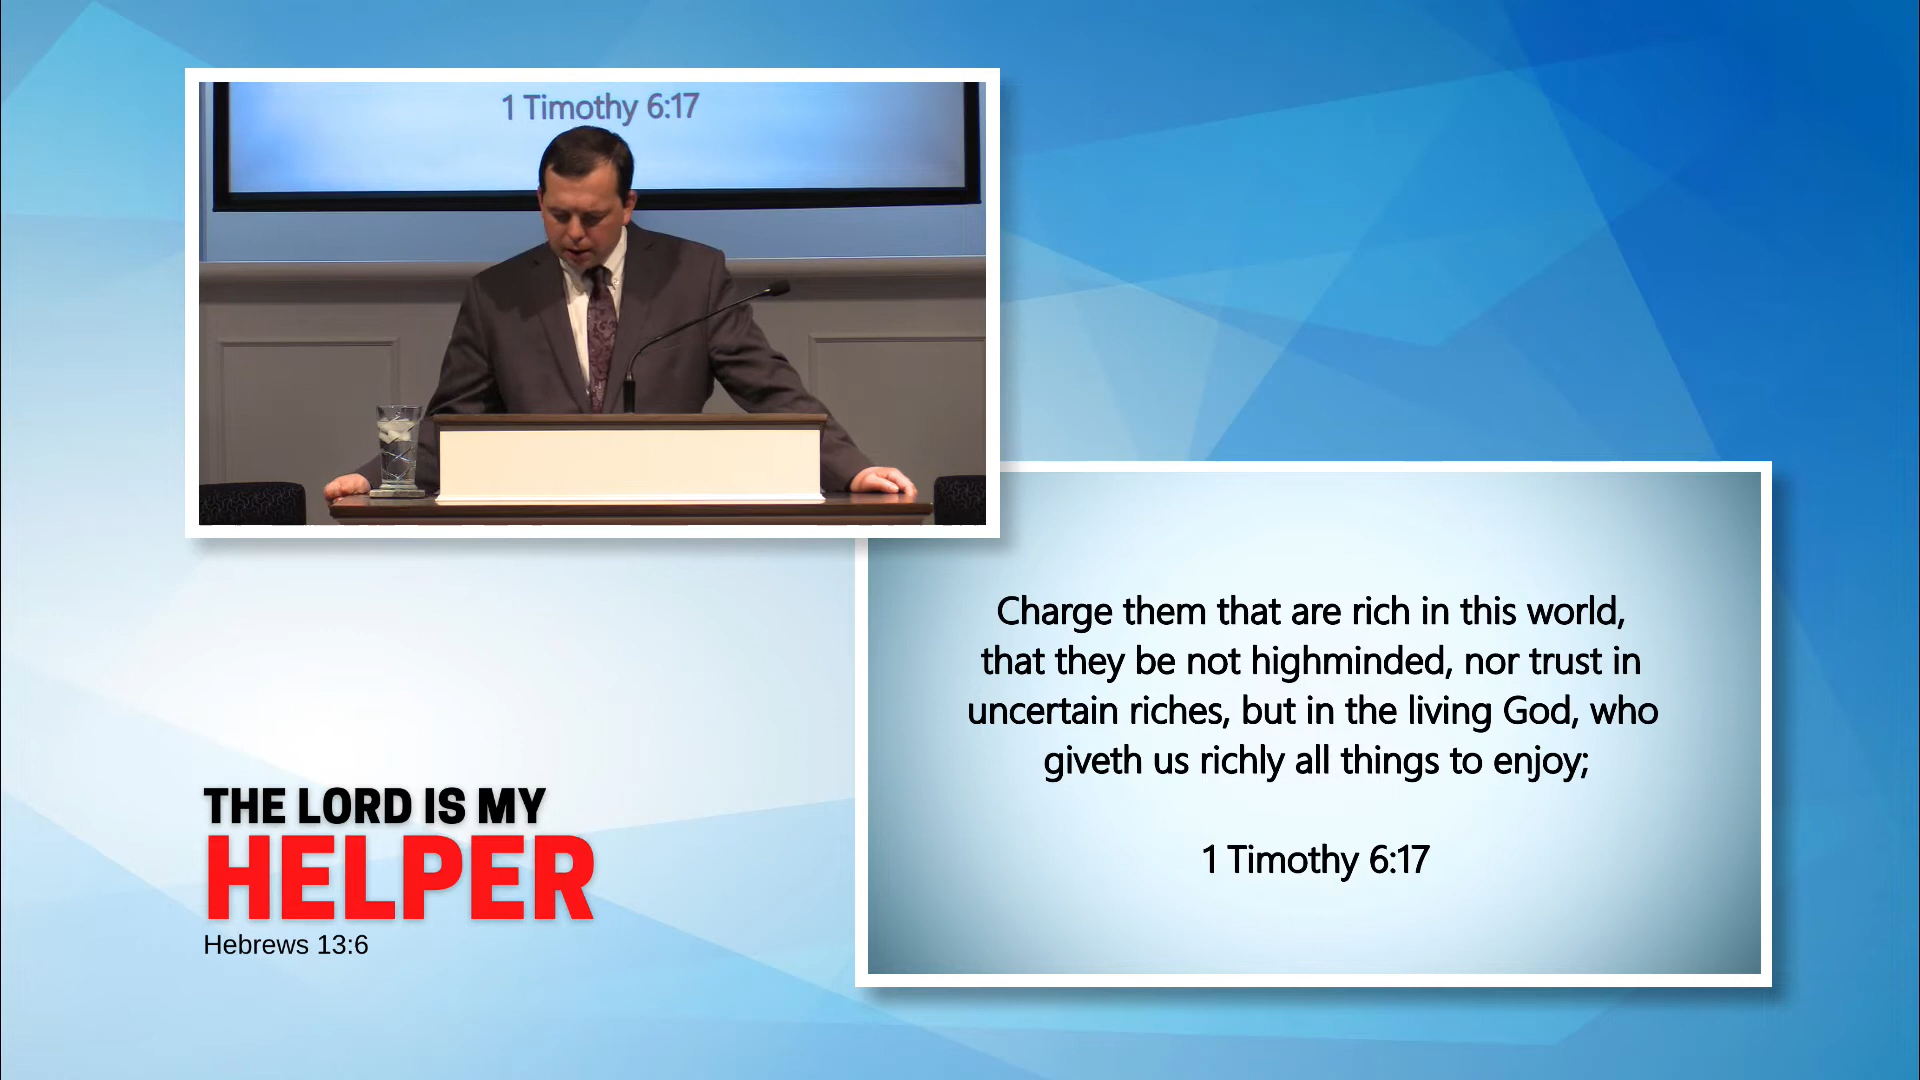 1 Timothy 6:17
Charge them that are rich in this world,
that they be not highminded, nor trust in
uncertain riches, but in the living God, who
giveth us richly all things to enjoy;
1 Timothy 6:17
THE LORD IS MY
HELPER
Hebrews 13:6